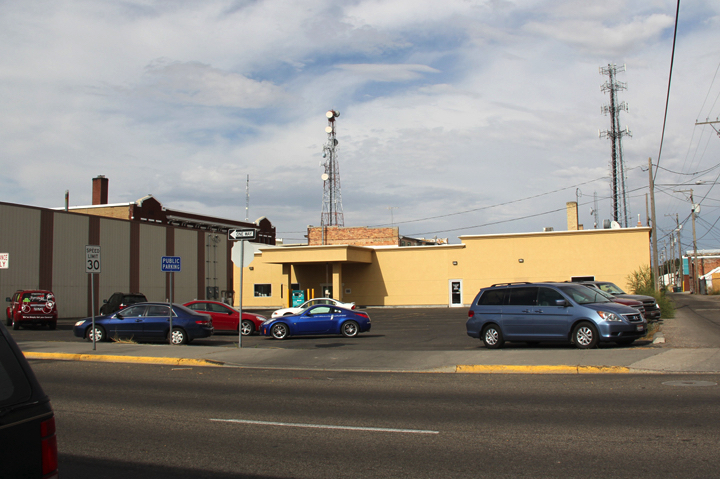 SPEED
LIMIT
30
PUBLIC
PARKING
ONE WAY